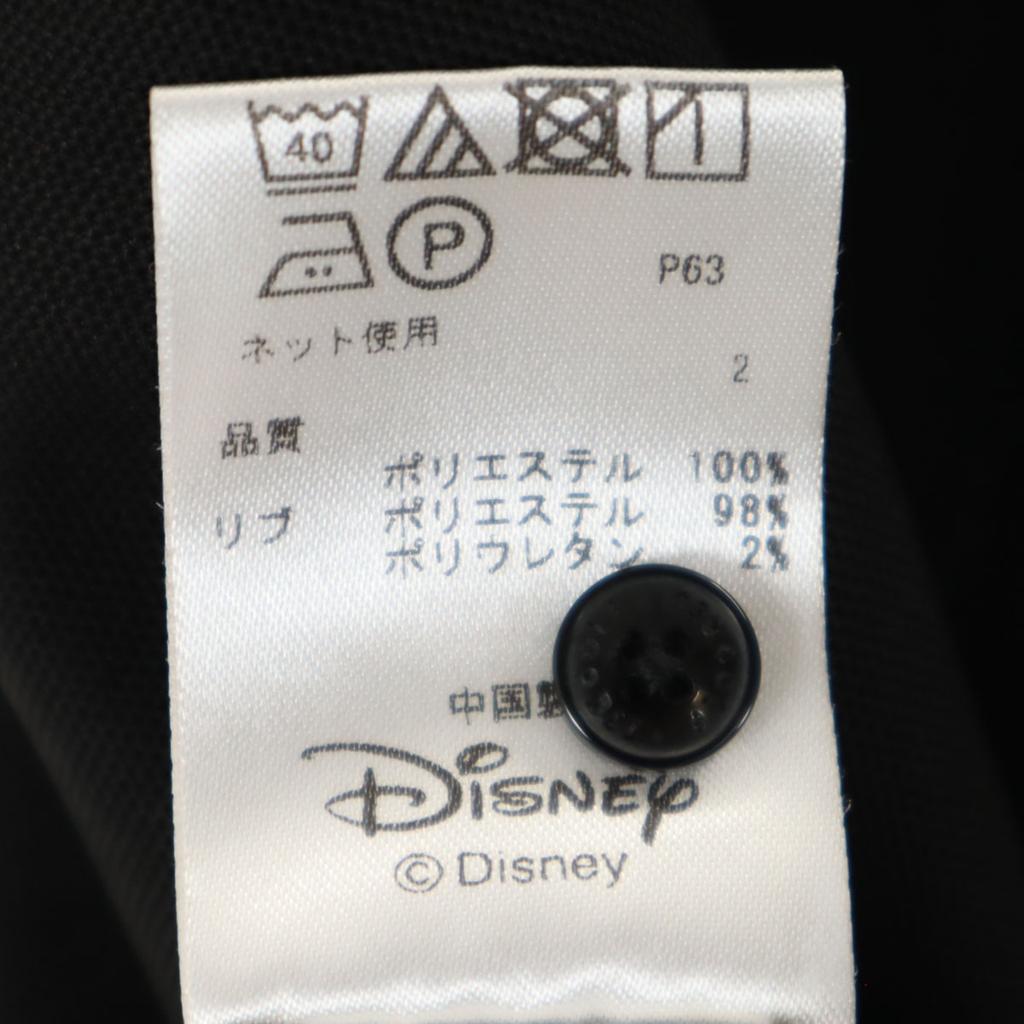 40
P
P63
ネット使用
2
品質
ポリエステル 100%
リブ ポリエステル 98%
ポリウレタン 2%
中国製
Disney
© Disney